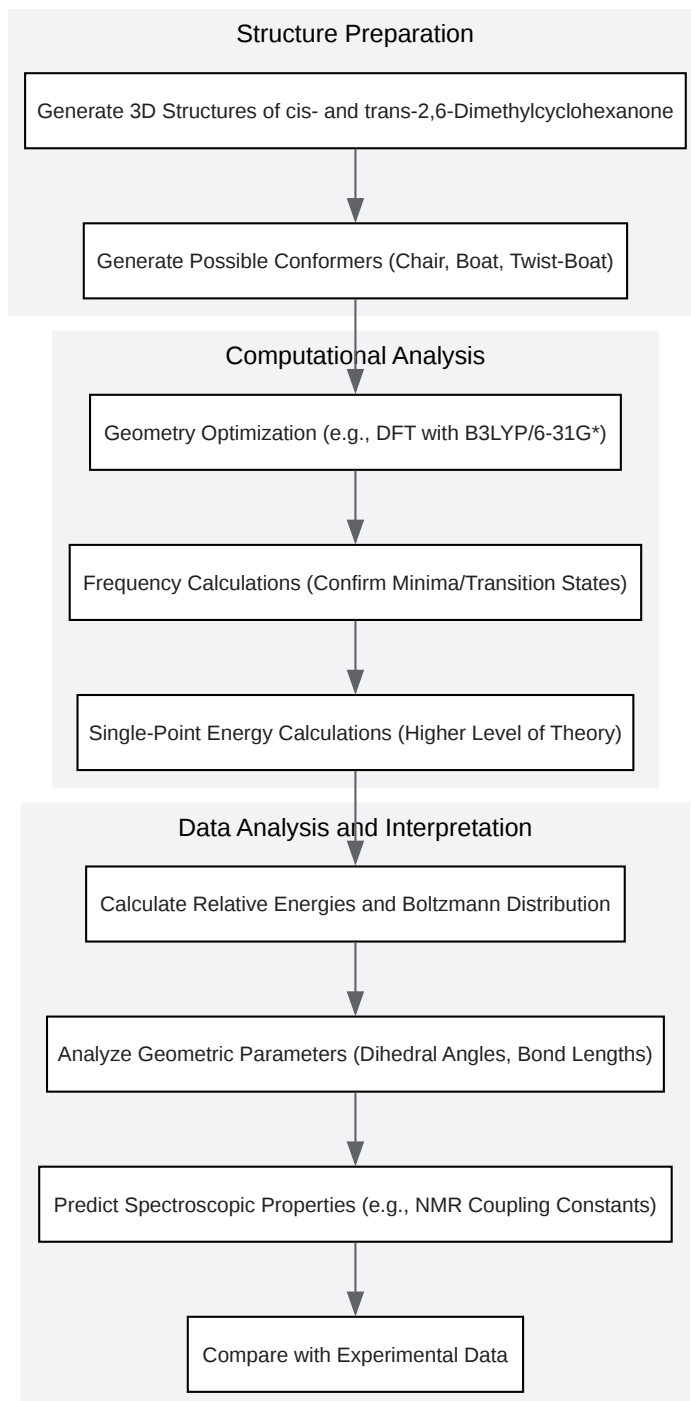 Structure Preparation
Generate 3D Structures of cis- and trans-2,6-Dimethylcyclohexanone
Generate Possible Conformers (Chair, Boat, Twist-Boat)
Computational Analysis
Geometry Optimization (e.g., DFT with B3LYP/6-31G*)
Frequency Calculations (Confirm Minima/Transition States)
Single-Point Energy Calculations (Higher Level of Theory)
Data Analysis and Interpretation
Calculate Relative Energies and Boltzmann Distribution
Analyze Geometric Parameters (Dihedral Angles, Bond Lengths)
Predict Spectroscopic Properties (e.g., NMR Coupling Constants)
Compare with Experimental Data